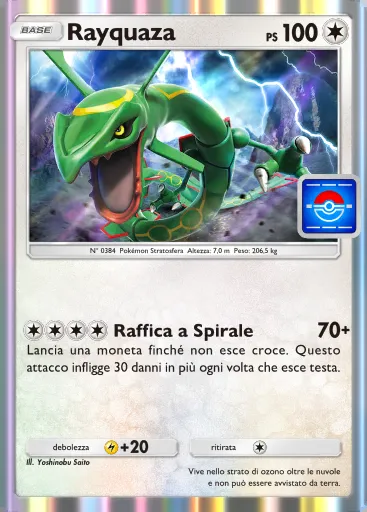 BASE
Rayquaza
PS 100
N° 0384 Pokémon Stratosfera Altezza: 7,0 m Peso: 206,5 kg
Raffica a Spirale 70+
Lancia una moneta finché non esce croce. Questo
attacco infligge 30 danni in più ogni volta che esce testa.
debolezza +20 ritirata
Ill. Yoshinobu Saito
Vive nello strato di ozono oltre le nuvole
e non può essere avvistato da terra.